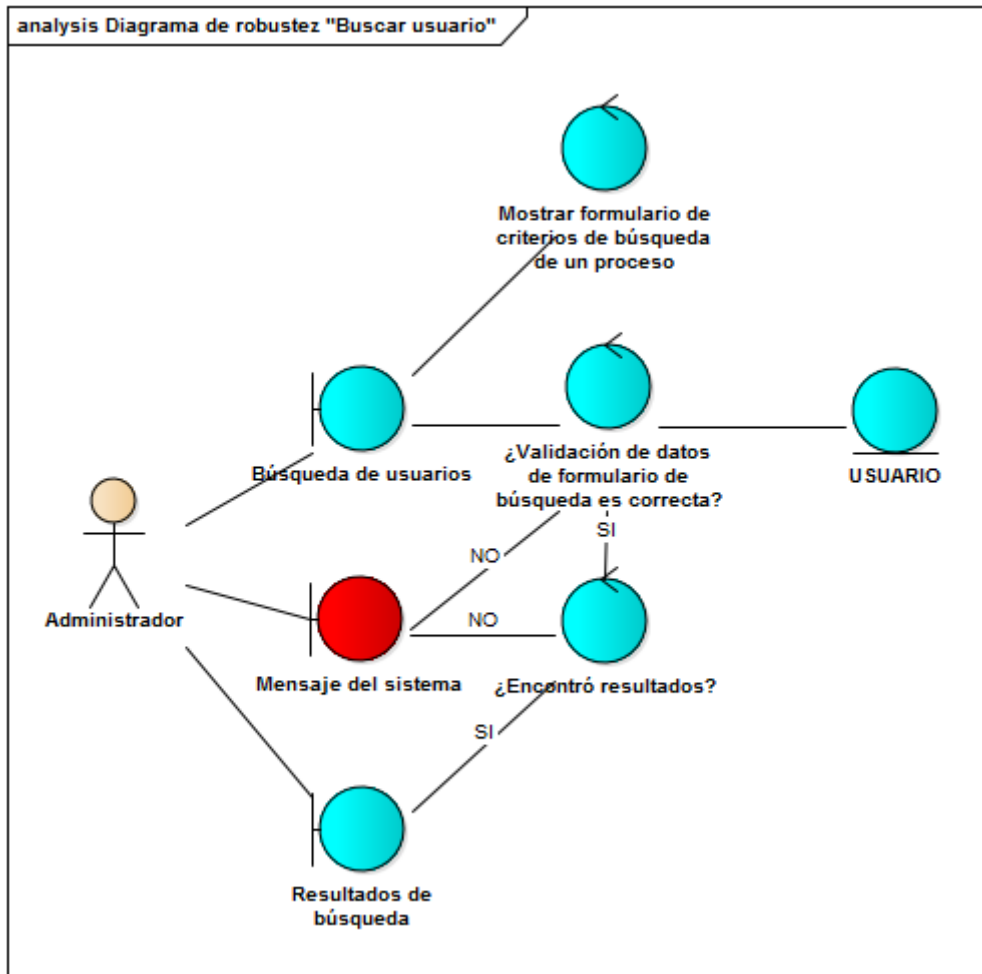 analysis Diagrama de robustez "Buscar usuario"
Mostrar formulario de
criterios de búsqueda
de un proceso
Búsqueda de usuarios
¿Validación de datos
de formulario de
búsqueda es correcta?
USUARIO
NO
SI
Administrador
NO
Mensaje del sistema
¿Encontró resultados?
SI
Resultados de
búsqueda